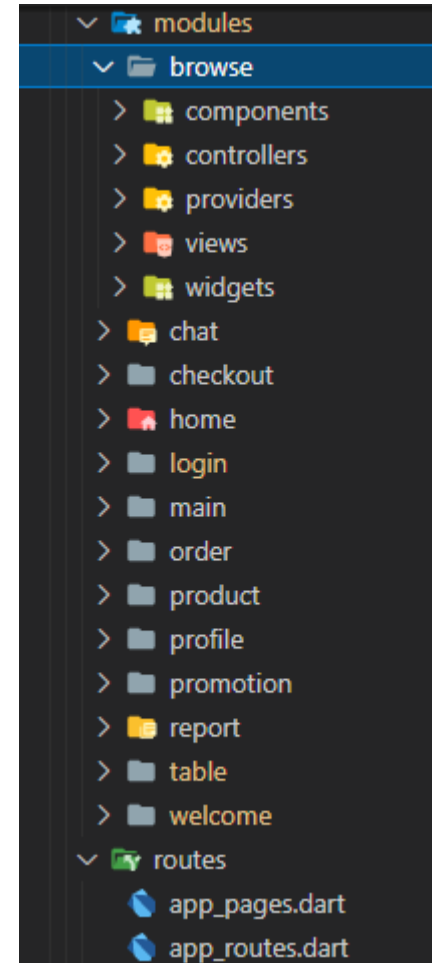 modules
browse
components
controllers
providers
views
widgets
chat
checkout
home
login
main
order
product
profile
promotion
report
table
welcome
routes
app_pages.dart
app_routes.dart